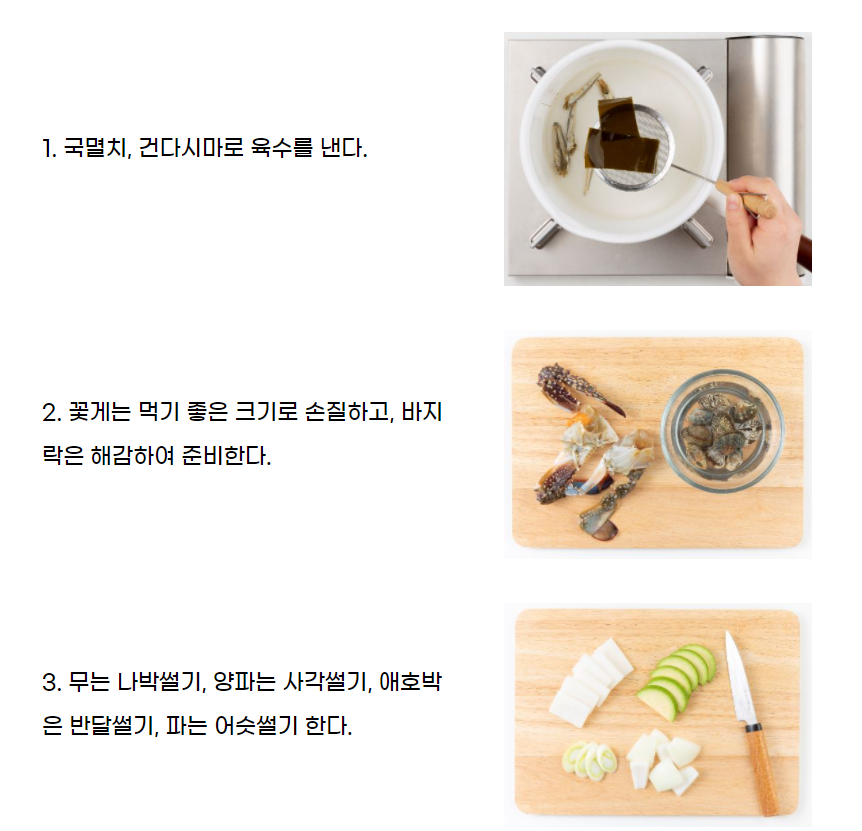 1. 국멸치, 건다시마로 육수를 낸다.
2. 꽃게는 먹기 좋은 크기로 손질하고, 바지
락은 해감하여 준비한다.
3. 무는 나박썰기, 양파는 사각썰기, 애호박
은 반달썰기, 파는 어슷썰기 한다.